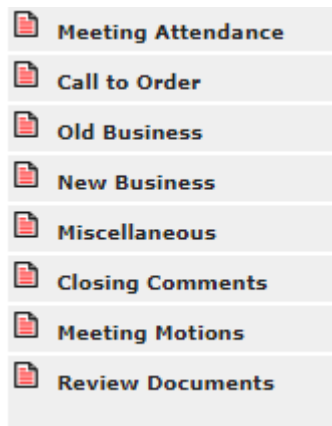 Meeting Attendance
Call to Order
Old Business
New Business
Miscellaneous
Closing Comments
Meeting Motions
Review Documents